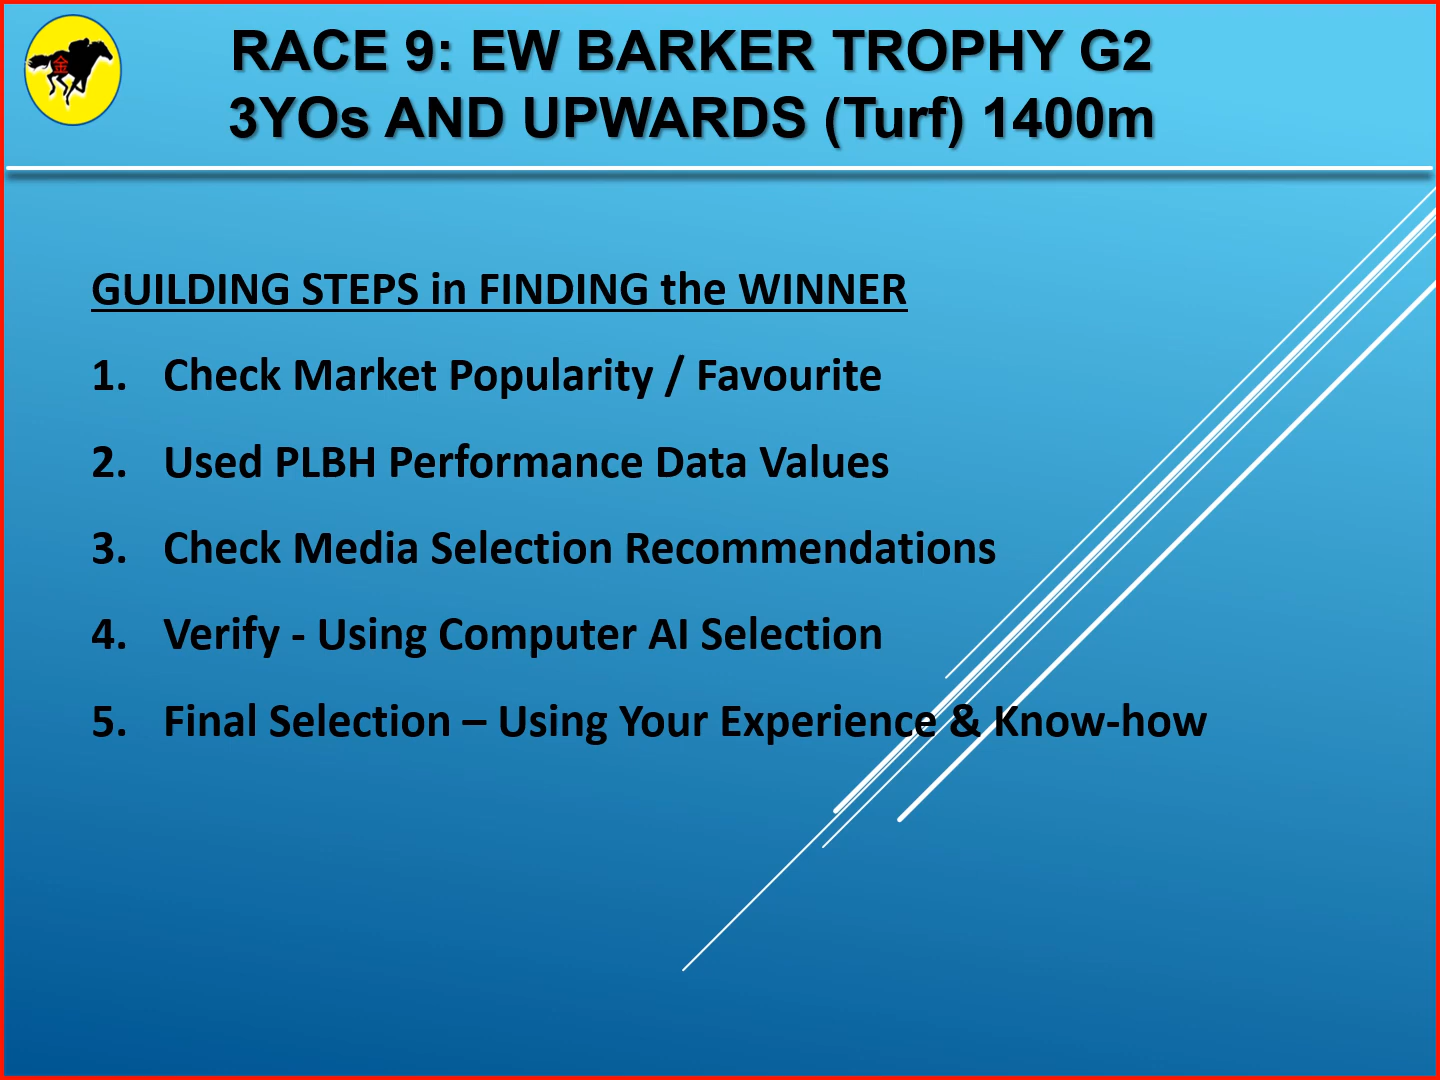 金
RACE 9: EW BARKER TROPHY G2
3YOs AND UPWARDS (Turf) 1400m
GUILDING STEPS in FINDING the WINNER
1. Check Market Popularity / Favourite
2. Used PLBH Performance Data Values
3. Check Media Selection Recommendations
4. Verify - Using Computer AI Selection
5. Final Selection – Using Your Experience & Know-how